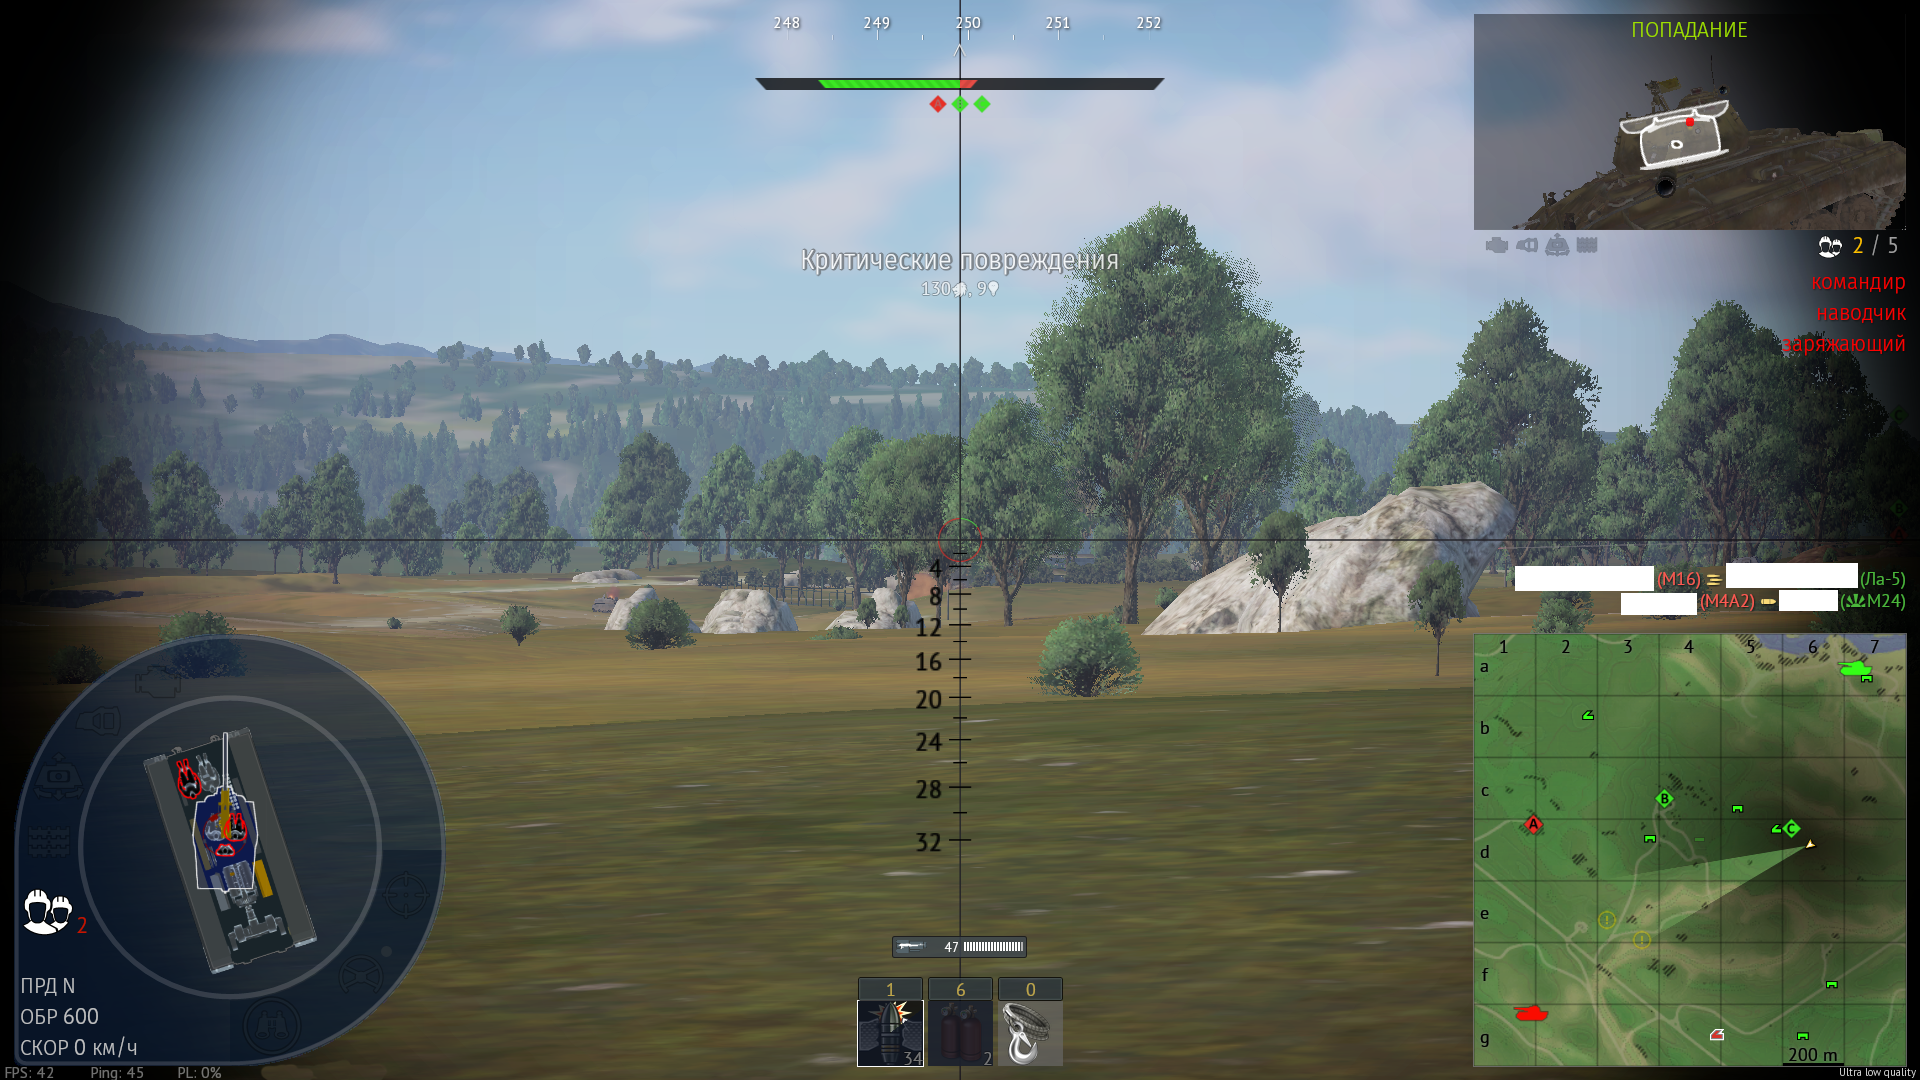 248 249 250 251 252
ПОПАДАНИЕ
2 / 5
командир
наводчик
заряжающий
Критические повреждения
130, 9
(M16) (Ла-5)
(M4A2) (M24)
4
8
12
16
20
24
28
32
1 2 3 4 5 6 7
a
b
c
d
e
f
g
A
B
C
200 m
2
ПРД N
ОБР 600
СКОР 0 км/ч
47
1 6 0
34 2
FPS: 42 Ping: 45 PL: 0%
Ultra low quality